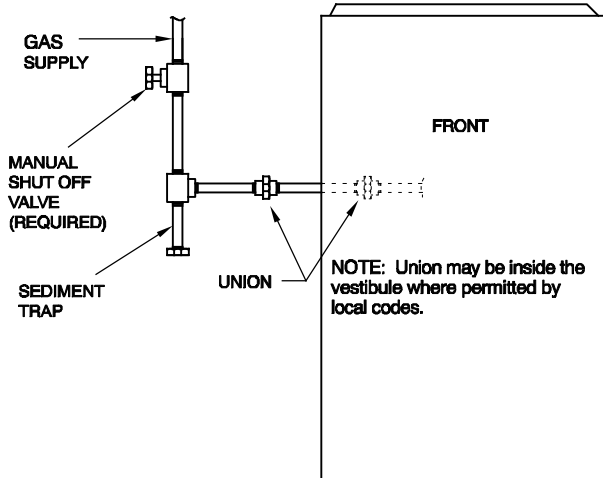 GAS
SUPPLY
FRONT
MANUAL
SHUT OFF
VALVE
(REQUIRED)
SEDIMENT
TRAP
UNION
NOTE: Union may be inside the
vestibule where permitted by
local codes.